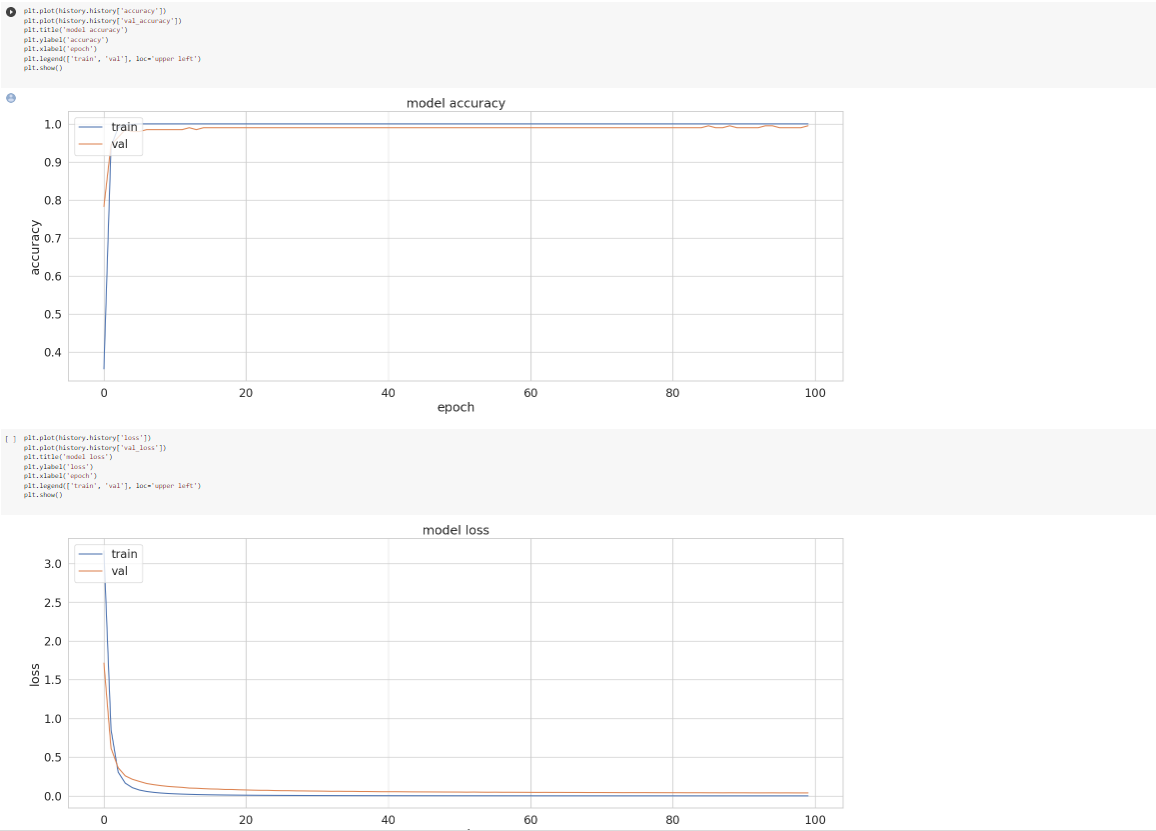 plt.plot(history.history['accuracy'])
plt.plot(history.history['val_accuracy'])
plt.title('model accuracy')
plt.ylabel('accuracy')
plt.xlabel('epoch')
plt.legend(['train', 'val'], loc='upper left')
plt.show()
model accuracy
train
val
1.0
0.9
0.8
0.7
0.6
0.5
0.4
accuracy
0 20 40 60 80 100
epoch
[ ]
plt.plot(history.history['loss'])
plt.plot(history.history['val_loss'])
plt.title('model loss')
plt.ylabel('loss')
plt.xlabel('epoch')
plt.legend(['train', 'val'], loc='upper left')
plt.show()
model loss
train
val
3.0
2.5
2.0
1.5
1.0
0.5
0.0
loss
0 20 40 60 80 100